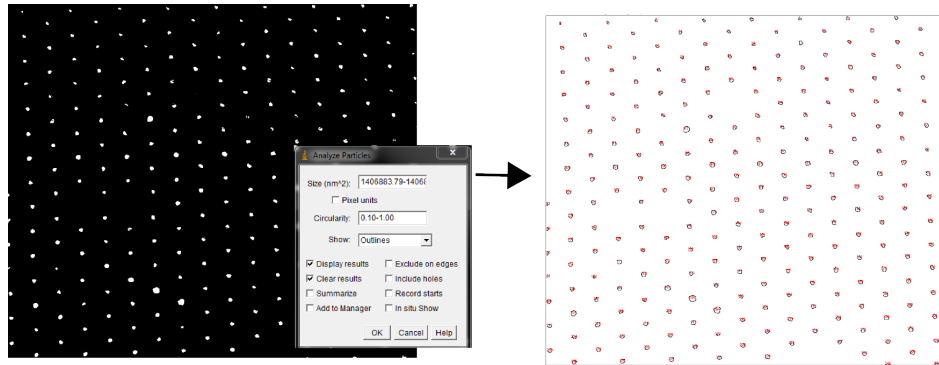 Analyze Particles
Size (nm^2): 1406883.79-14068
Pixel units
Circularity: 0.10-1.00
Show: Outlines
Display results Exclude on edges
Clear results Include holes
Summarize Record starts
Add to Manager In situ Show
OK Cancel Help